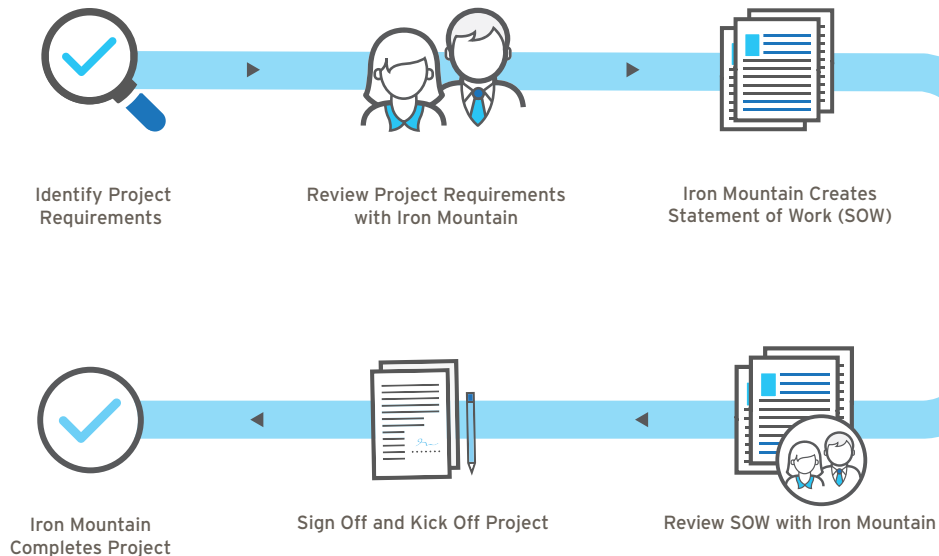 Identify Project
Requirements
Review Project Requirements
with Iron Mountain
Iron Mountain Creates
Statement of Work (SOW)
Iron Mountain
Completes Project
Sign Off and Kick Off Project
Review SOW with Iron Mountain